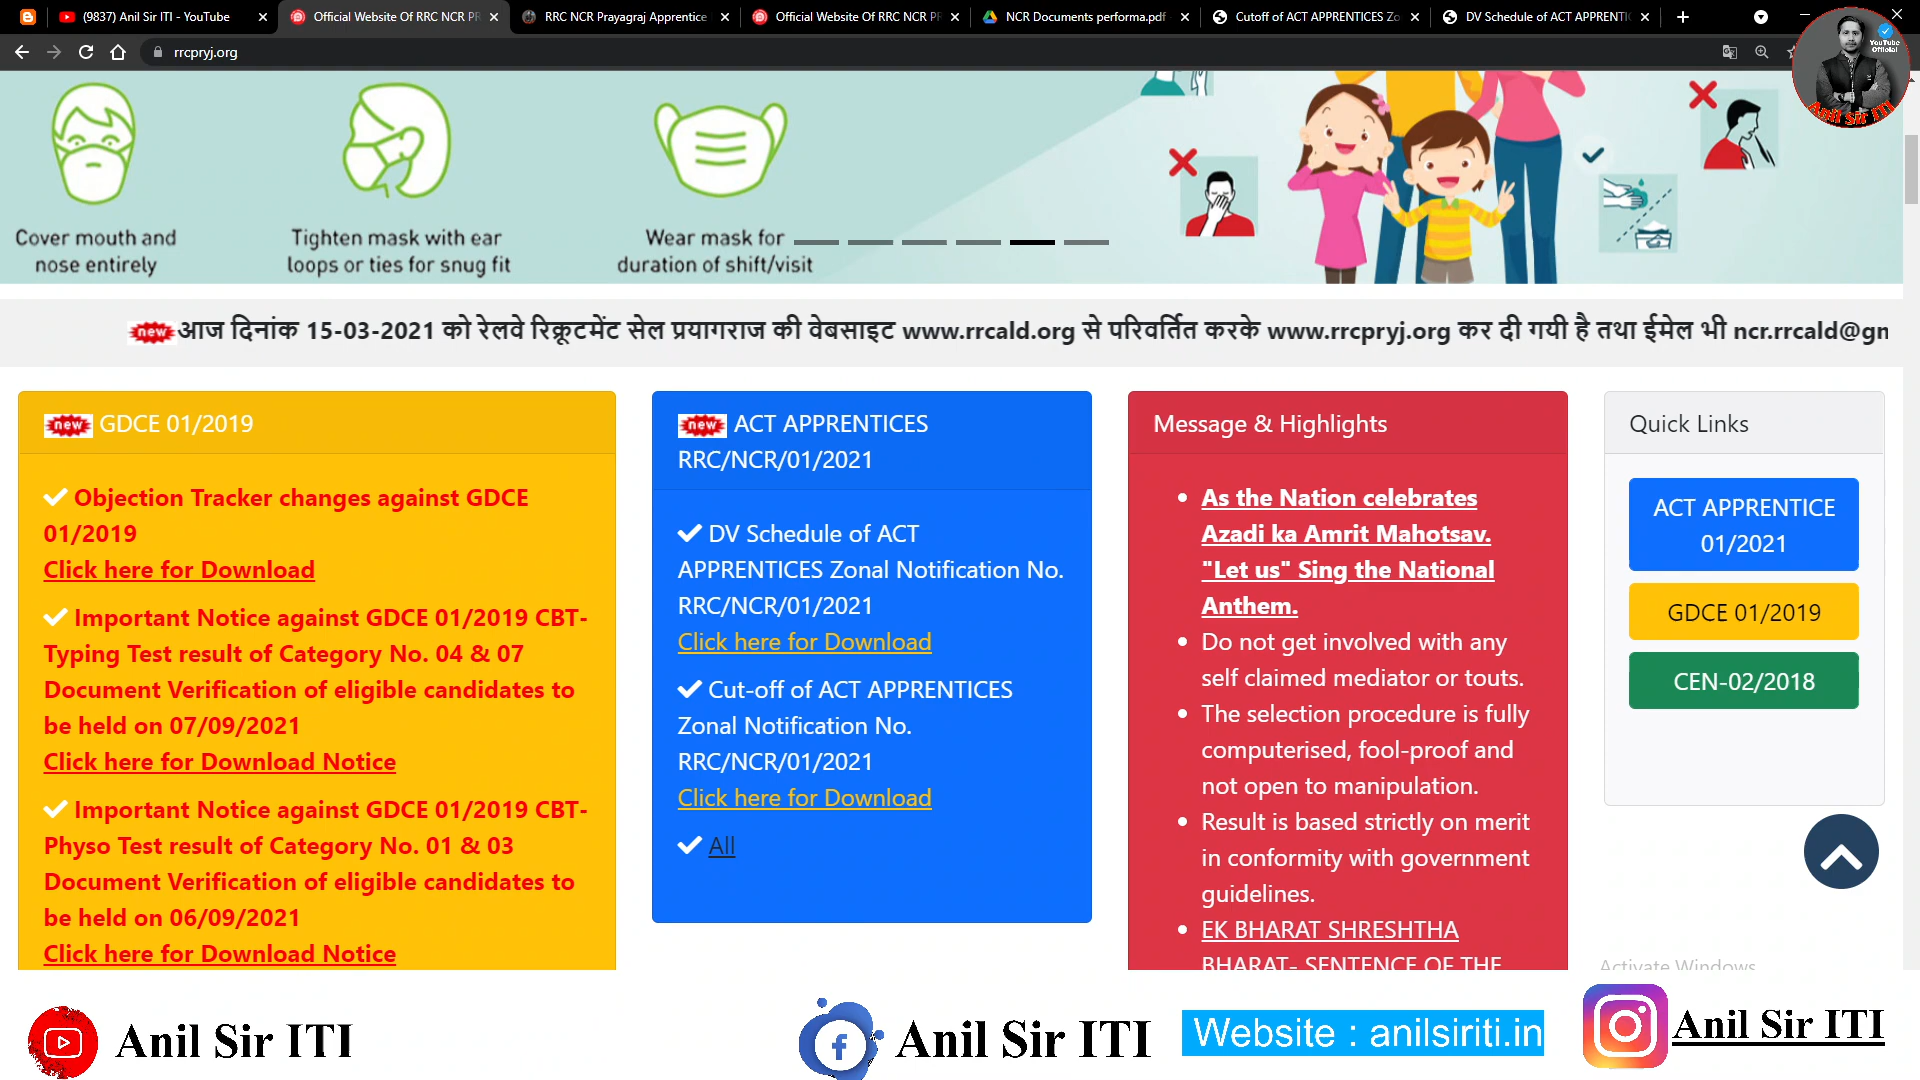 (9837) Anil Sir ITI - YouTube
Official Website Of RRC NCR PR
RRC NCR Prayagraj Apprentice
Official Website Of RRC NCR PR
NCR Documents performa.pdf
Cutoff of ACT APPRENTICES Zo
DV Schedule of ACT APPRENTIC
rrcpryj.org
YouTube
Official
Anil Sir ITI
Cover mouth and
nose entirely
Tighten mask with ear
loops or ties for snug fit
Wear mask for
duration of shift/visit
new आज दिनांक 15-03-2021 को रेलवे रिक्रूटमेंट सेल प्रयागराज की वेबसाइट www.rrcald.org से परिवर्तित करके www.rrcpryj.org कर दी गयी है तथा ईमेल भी ncr.rrcald@gn
new GDCE 01/2019
Objection Tracker changes against GDCE
01/2019
Click here for Download
Important Notice against GDCE 01/2019 CBT-
Typing Test result of Category No. 04 & 07
Document Verification of eligible candidates to
be held on 07/09/2021
Click here for Download Notice
Important Notice against GDCE 01/2019 CBT-
Physo Test result of Category No. 01 & 03
Document Verification of eligible candidates to
be held on 06/09/2021
Click here for Download Notice
new ACT APPRENTICES
RRC/NCR/01/2021
DV Schedule of ACT
APPRENTICES Zonal Notification No.
RRC/NCR/01/2021
Click here for Download
Cut-off of ACT APPRENTICES
Zonal Notification No.
RRC/NCR/01/2021
Click here for Download
All
Message & Highlights
As the Nation celebrates
Azadi ka Amrit Mahotsav.
"Let us" Sing the National
Anthem.
Do not get involved with any
self claimed mediator or touts.
The selection procedure is fully
computerised, fool-proof and
not open to manipulation.
Result is based strictly on merit
in conformity with government
guidelines.
EK BHARAT SHRESHTHA
BHARAT- SENTENCE OF THE
Quick Links
ACT APPRENTICE
01/2021
GDCE 01/2019
CEN-02/2018
Activate Windows
Anil Sir ITI
Anil Sir ITI
Website : anilsiriti.in
Anil Sir ITI